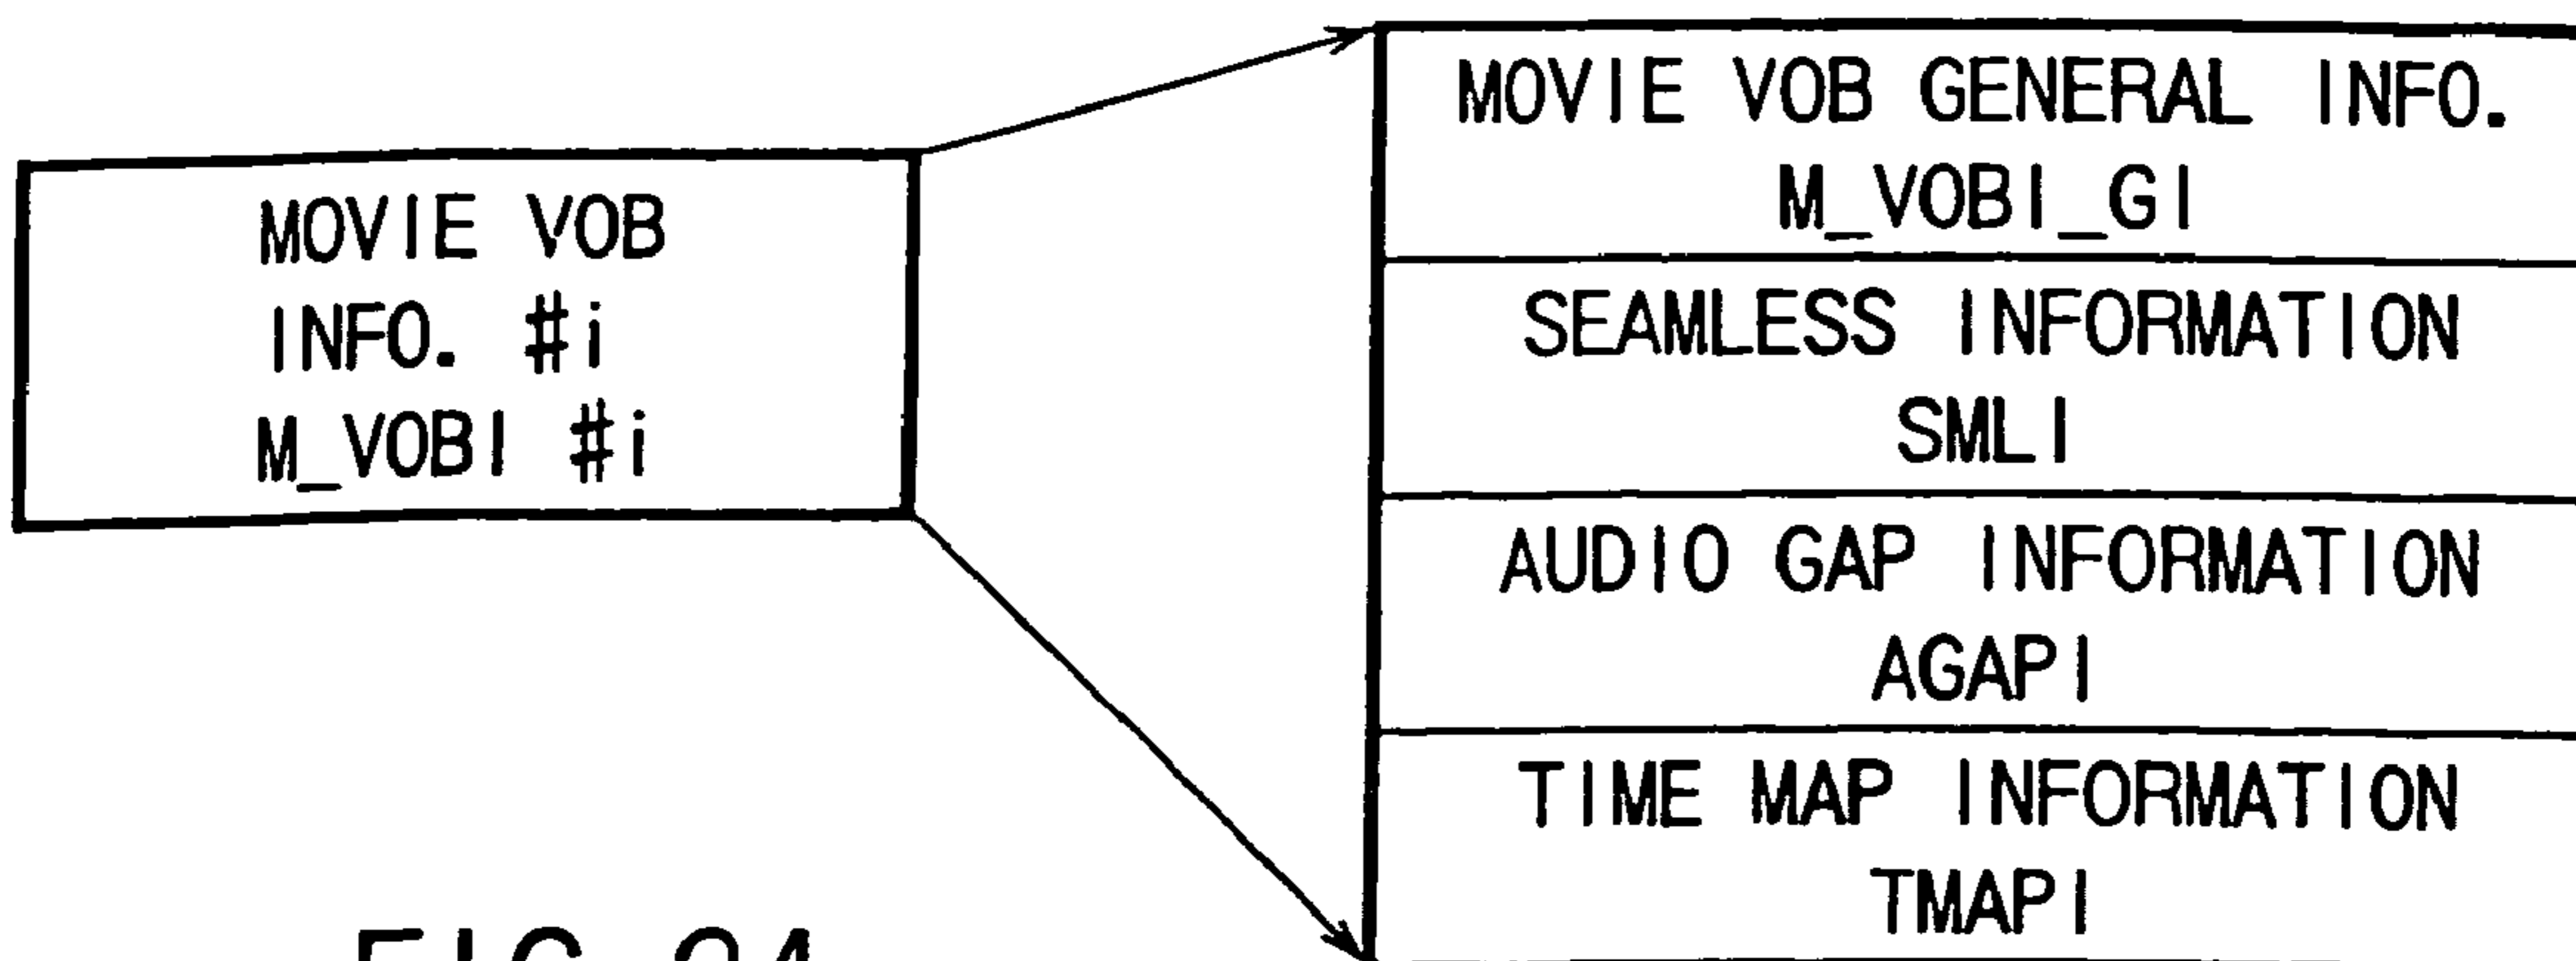 MOVIE VOB
INFO. #i
M_VOBI #i
MOVIE VOB GENERAL INFO.
M_VOBI_GI
SEAMLESS INFORMATION
SMLI
AUDIO GAP INFORMATION
AGAPI
TIME MAP INFORMATION
TMAPI